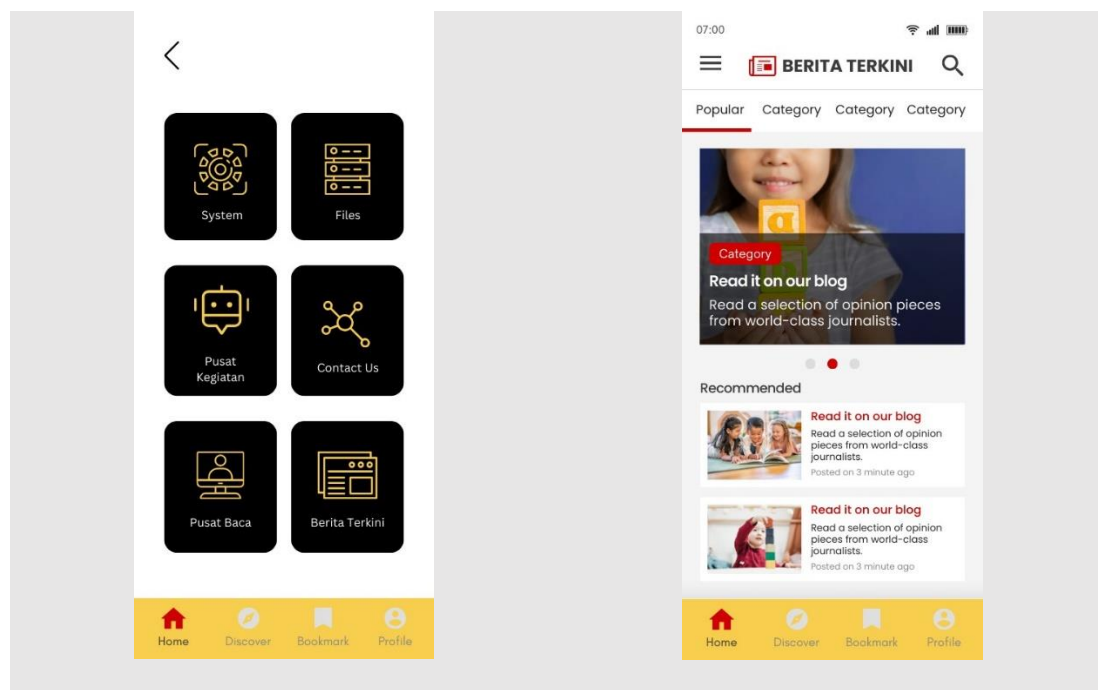 System
Files
Pusat
Kegiatan
Contact Us
Pusat Baca
Berita Terkini
Home
Discover
Bookmark
Profile
07:00
BERITA TERKINI
Popular
Category
Category
Category
a
Category
Read it on our blog
Read a selection of opinion pieces
from world-class journalists.
Recommended
Read it on our blog
Read a selection of opinion
pieces from world-class
journalists.
Posted on 3 minute ago
Read it on our blog
Read a selection of opinion
pieces from world-class
journalists.
Posted on 3 minute ago
Home
Discover
Bookmark
Profile